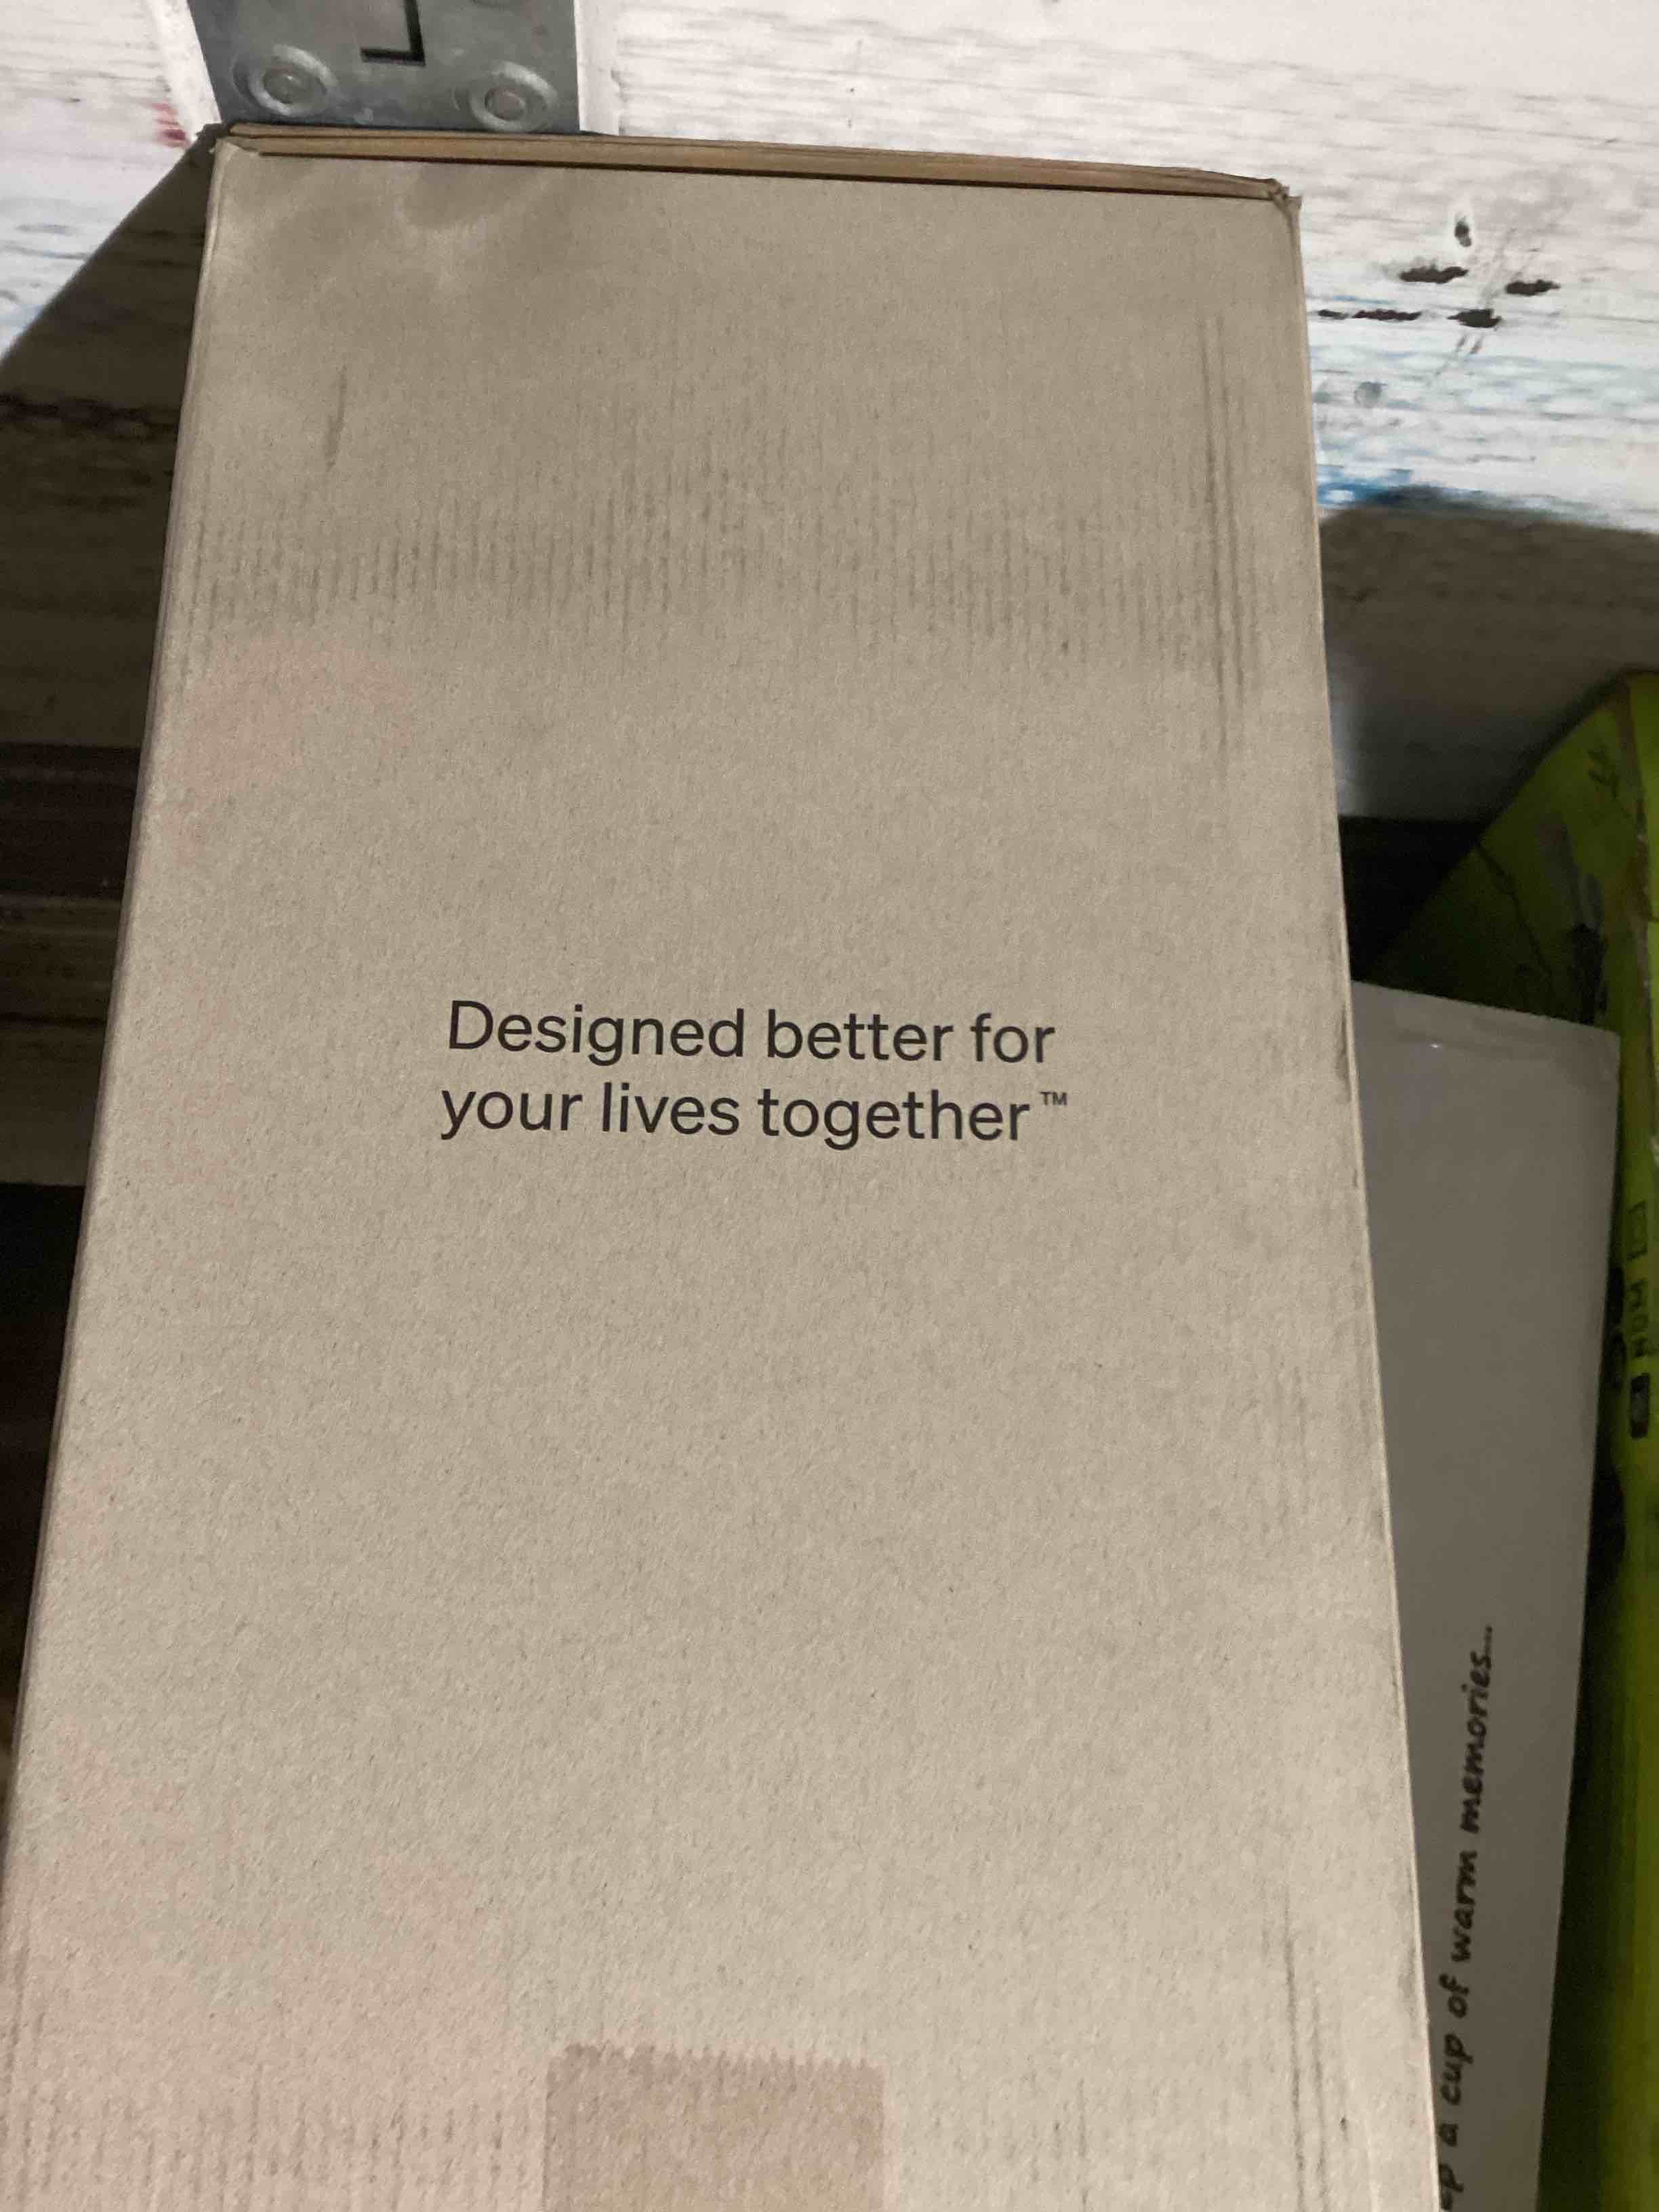 Designed better for
your lives together™
a cup of warm memories...